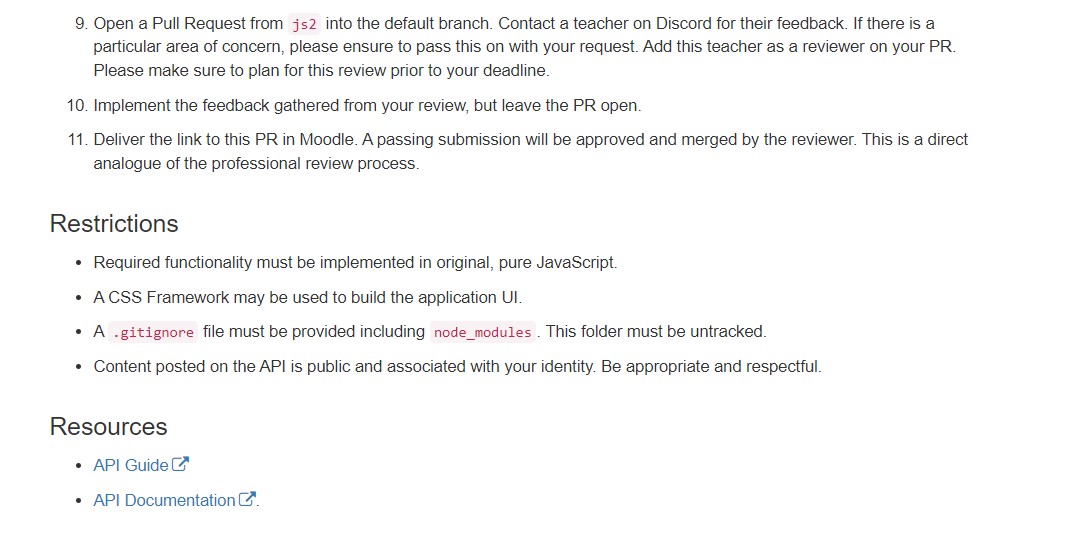 9. Open a Pull Request from js2 into the default branch. Contact a teacher on Discord for their feedback. If there is a
particular area of concern, please ensure to pass this on with your request. Add this teacher as a reviewer on your PR.
Please make sure to plan for this review prior to your deadline.
10. Implement the feedback gathered from your review, but leave the PR open.
11. Deliver the link to this PR in Moodle. A passing submission will be approved and merged by the reviewer. This is a direct
analogue of the professional review process.
Restrictions
• Required functionality must be implemented in original, pure JavaScript.
• A CSS Framework may be used to build the application UI.
• A .gitignore file must be provided including node_modules . This folder must be untracked.
• Content posted on the API is public and associated with your identity. Be appropriate and respectful.
Resources
• API Guide
• API Documentation .